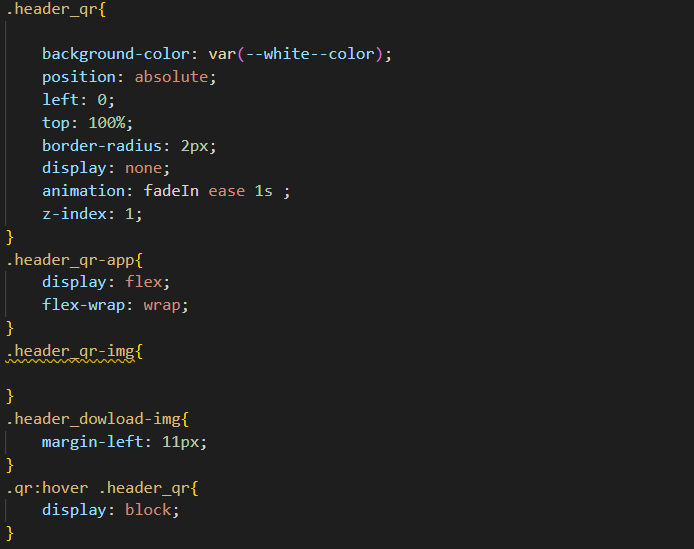 .header_qr{
background-color: var(--white--color);
position: absolute;
left: 0;
top: 100%;
border-radius: 2px;
display: none;
animation: fadeIn ease 1s ;
z-index: 1;
}
.header_qr-app{
display: flex;
flex-wrap: wrap;
}
.header_qr-img{
}
.header_dowload-img{
margin-left: 11px;
}
.qr:hover .header_qr{
display: block;
}